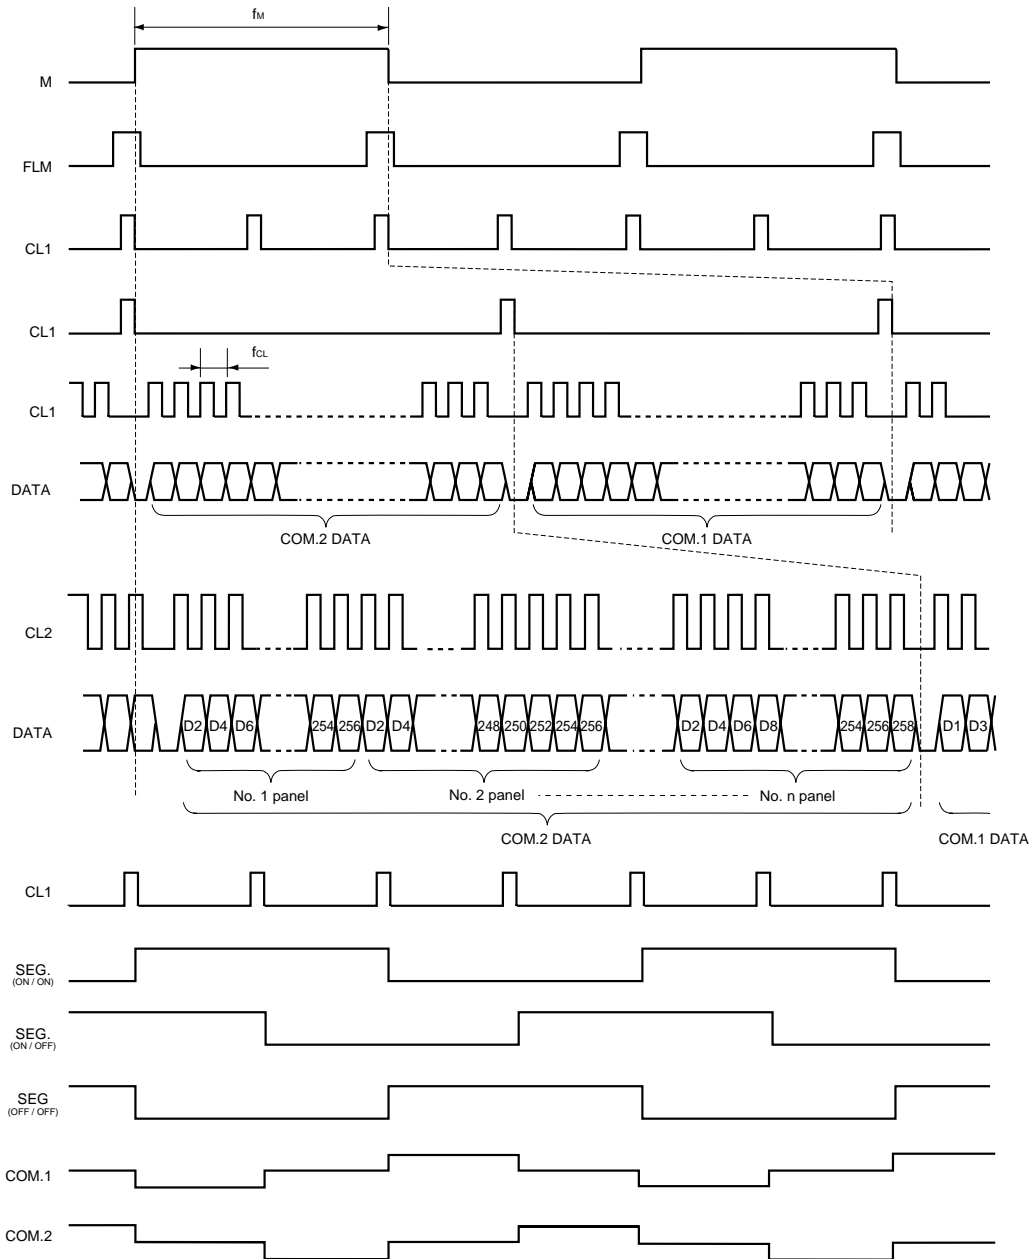 fM
M
FLM
CL1
CL1
fCL
CL1
DATA
COM.2 DATA
COM.1 DATA
CL2
DATA
D2 D4 D6 254 256 D2 D4 248 250 252 254 256 D2 D4 D6 D8 254 256 258 D1 D3
No. 1 panel
No. 2 panel
No. n panel
COM.2 DATA
COM.1 DATA
CL1
SEG.
(ON / ON)
SEG.
(ON / OFF)
SEG
(OFF / OFF)
COM.1
COM.2